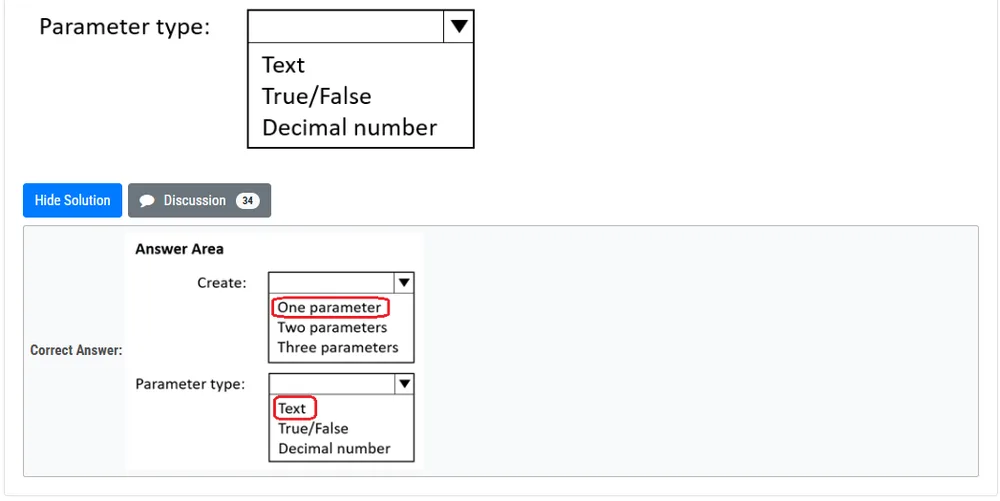 Parameter type:
Text
True/False
Decimal number
Hide Solution
Discussion 34
Answer Area
Create:
One parameter
Two parameters
Three parameters
Correct Answer:
Parameter type:
Text
True/False
Decimal number